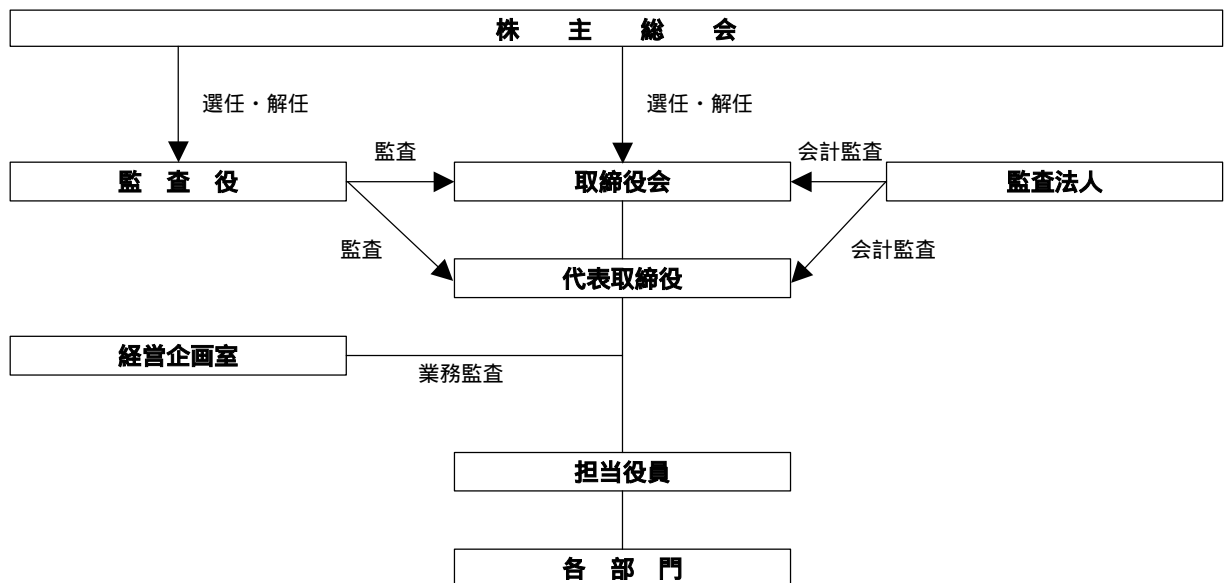 株 主 総 会
選任・解任
選任・解任
監査
会計監査
監 査 役
取締役会
監査法人
監査
会計監査
代表取締役
経営企画室
業務監査
担当役員
各 部 門